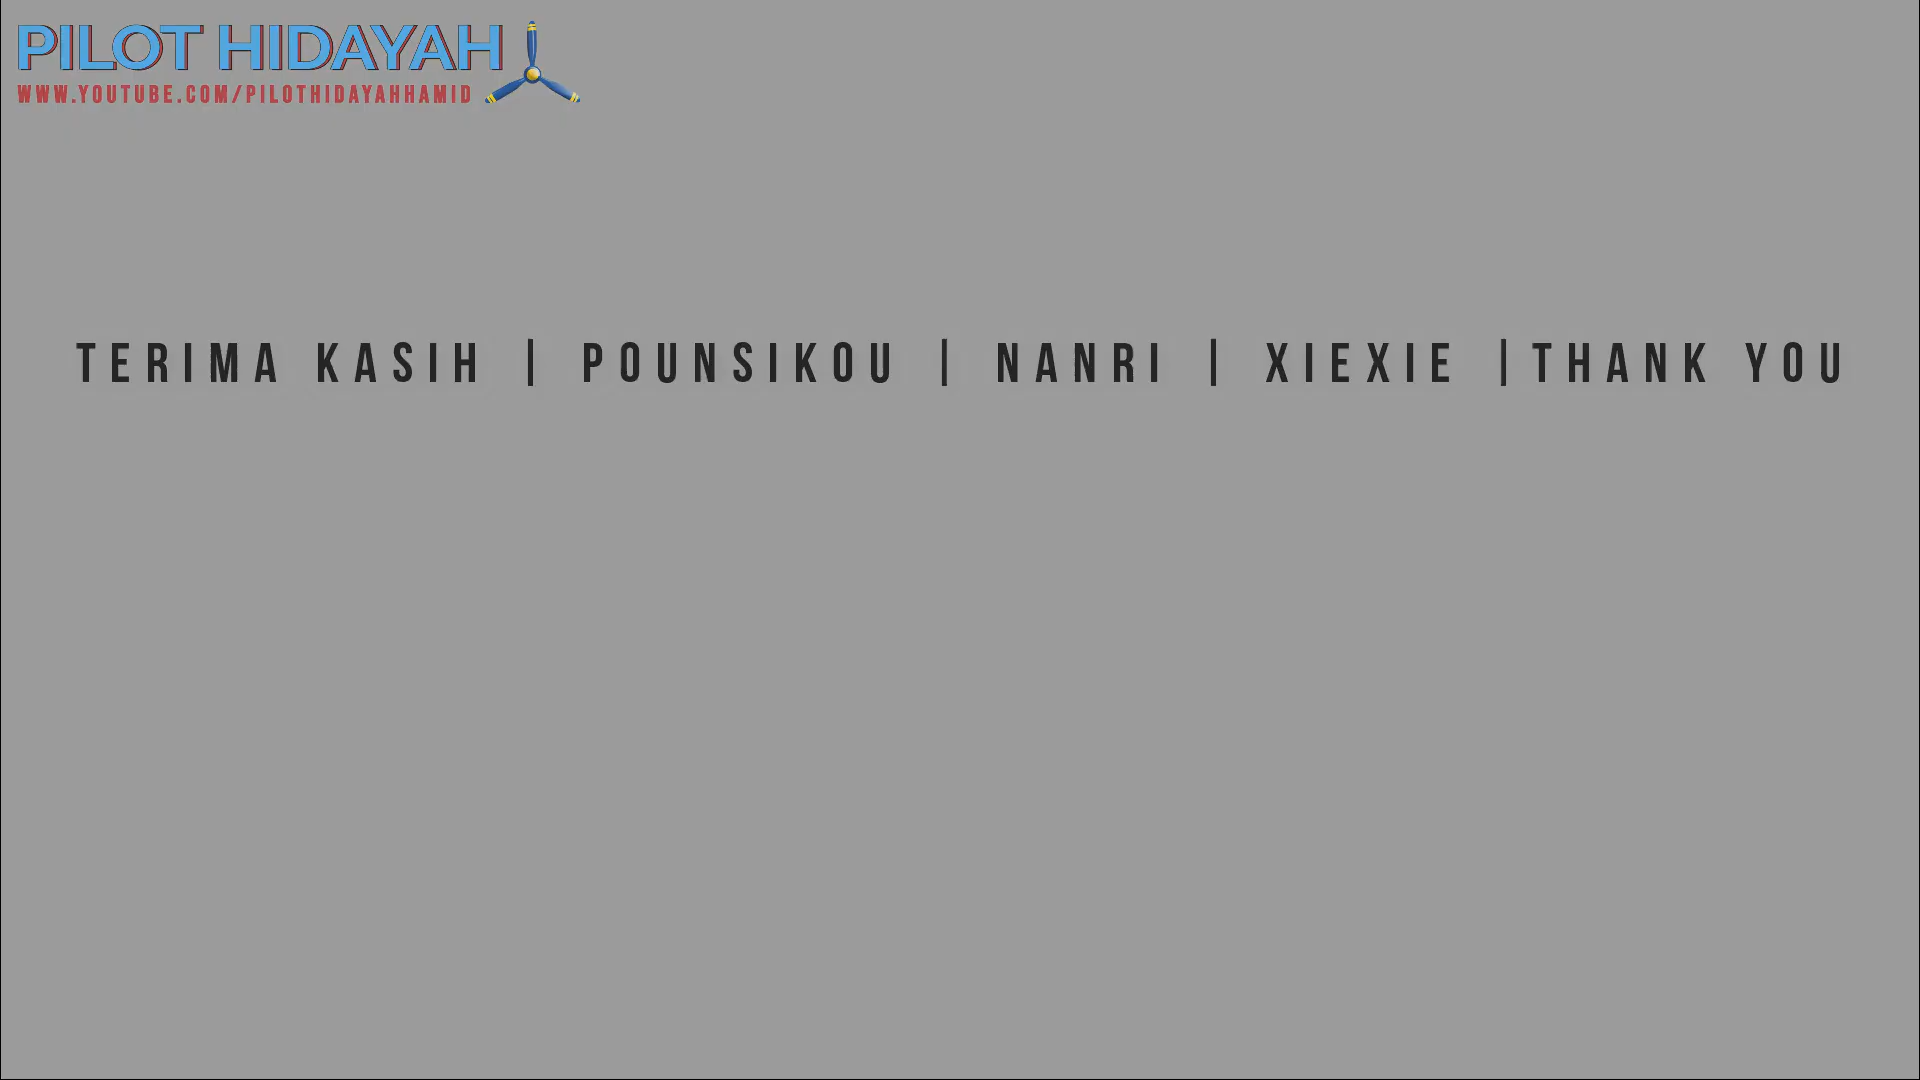 PILOT HIDAYAH
WWW.YOUTUBE.COM/PILOTHIDAYAHHAMID
TERIMA KASIH | POUNSIKOU | NANRI | XIEXIE |THANK YOU